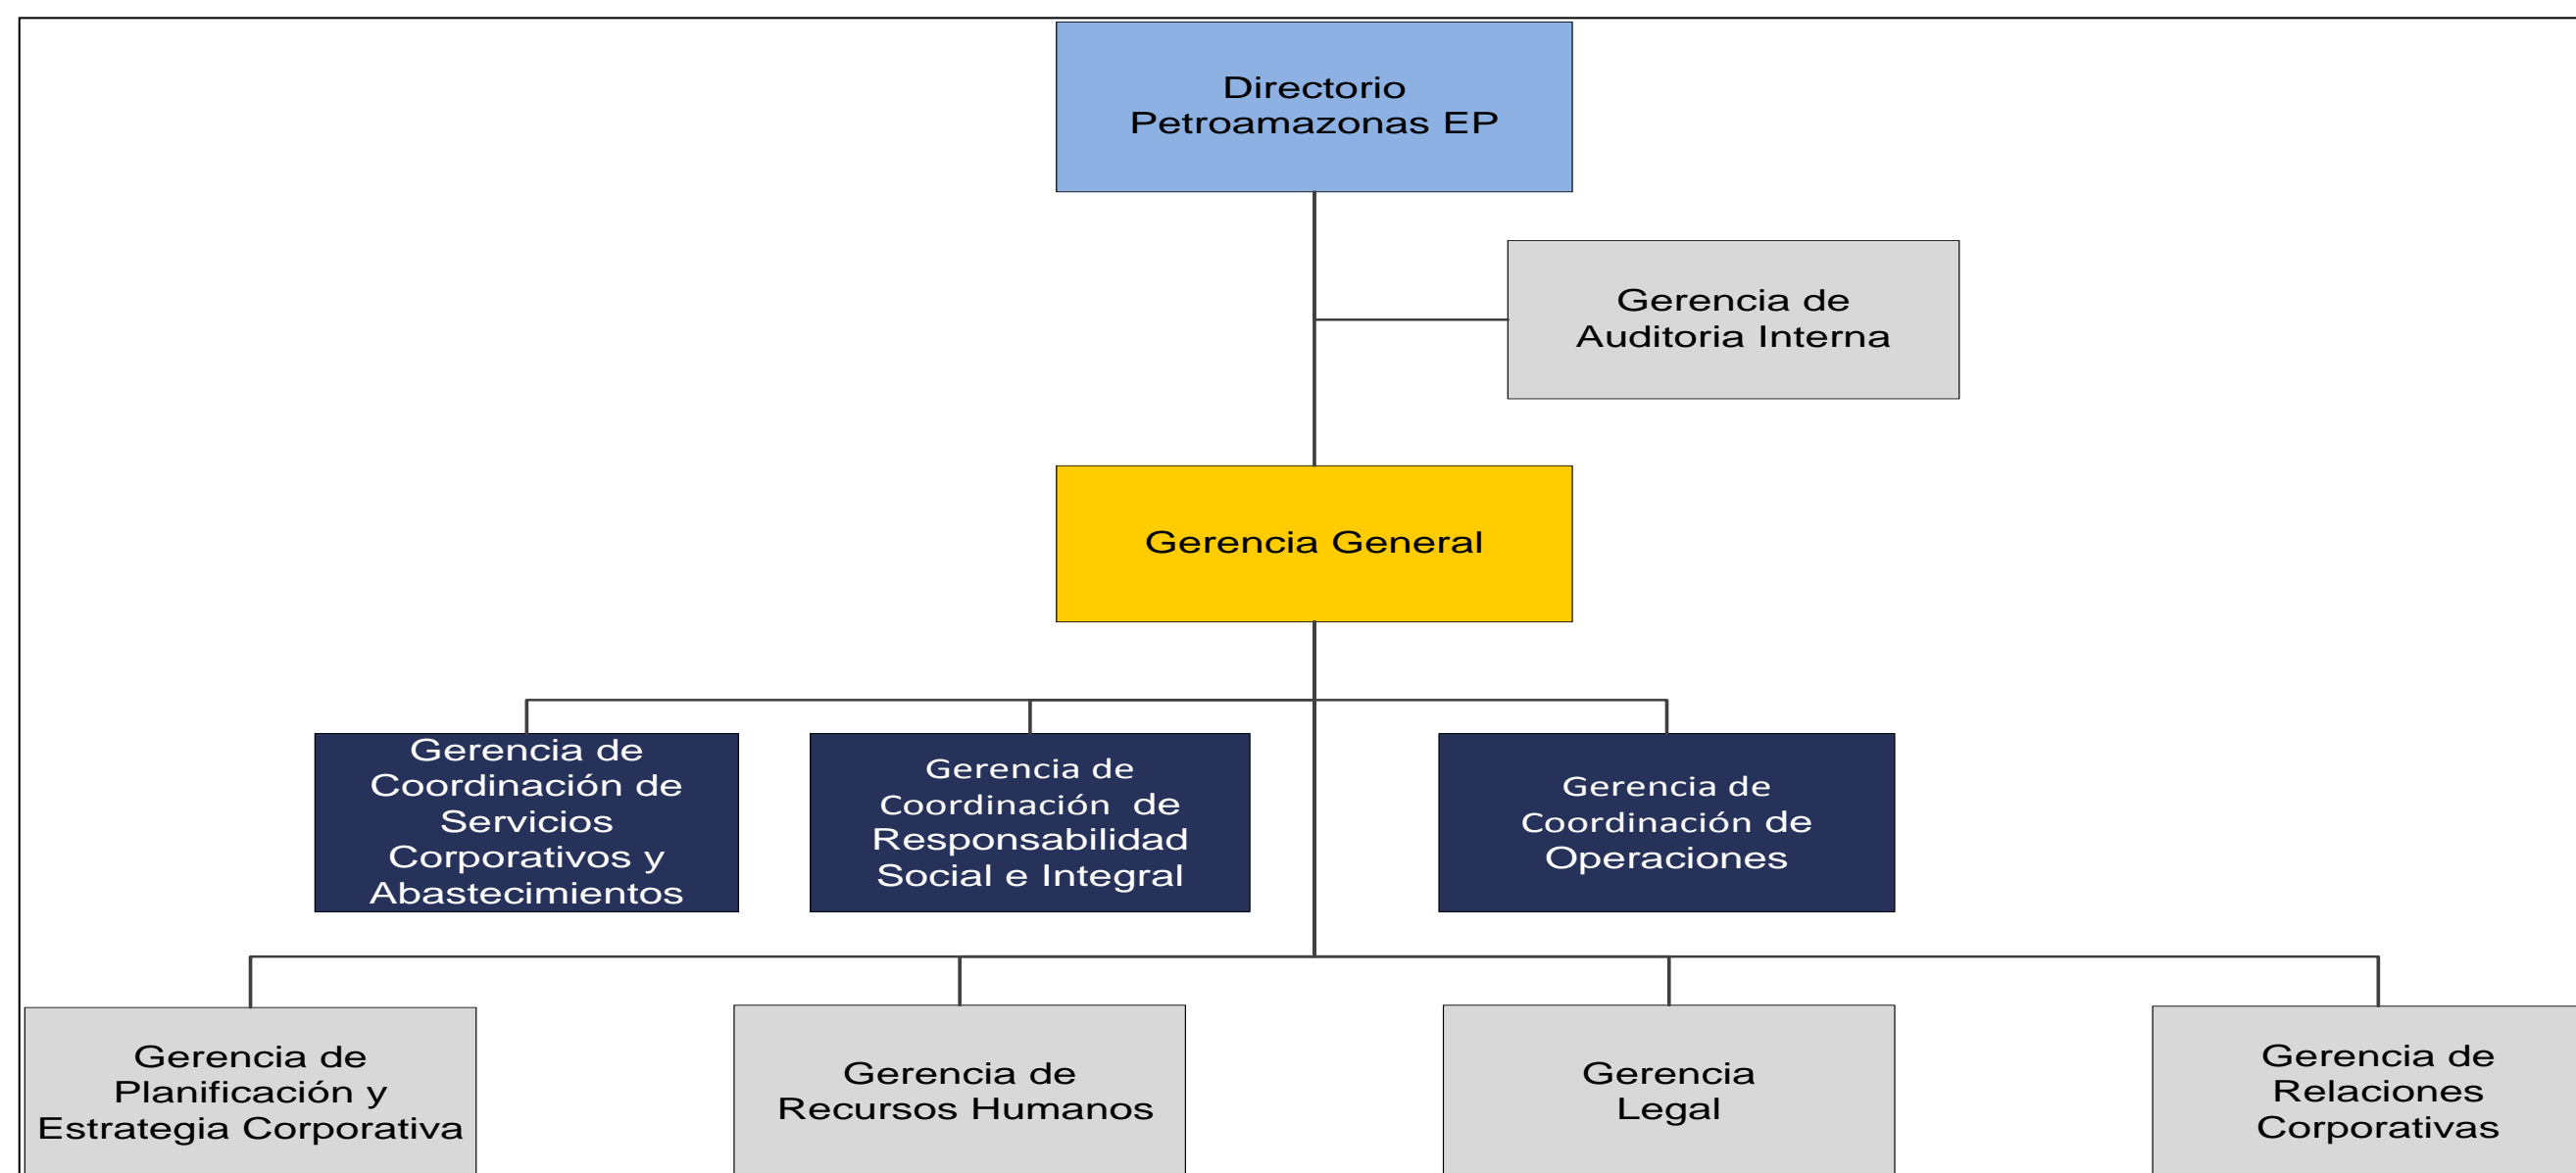 Directorio
Petroamazonas EP
Gerencia de
Auditoria Interna
Gerencia General
Gerencia de
Coordinación de
Servicios
Corporativos y
Abastecimientos
Gerencia de
Coordinación de
Responsabilidad
Social e Integral
Gerencia de
Coordinación de
Operaciones
Gerencia de
Planificación y
Estrategia Corporativa
Gerencia de
Recursos Humanos
Gerencia
Legal
Gerencia de
Relaciones
Corporativas